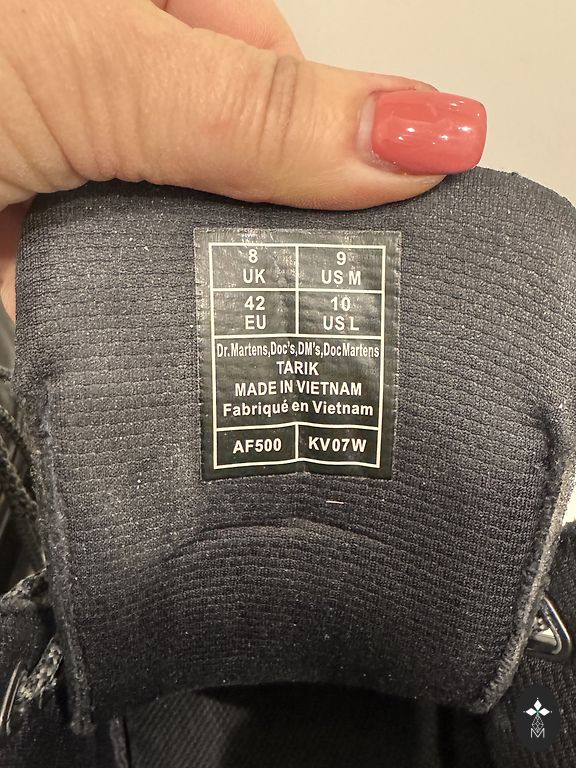 8 9
UK US M
42 10
EU US L
Dr.Martens,Doc's,DM's,DocMartens
TARIK
MADE IN VIETNAM
Fabriqué en Vietnam
AF500 KV07W
M